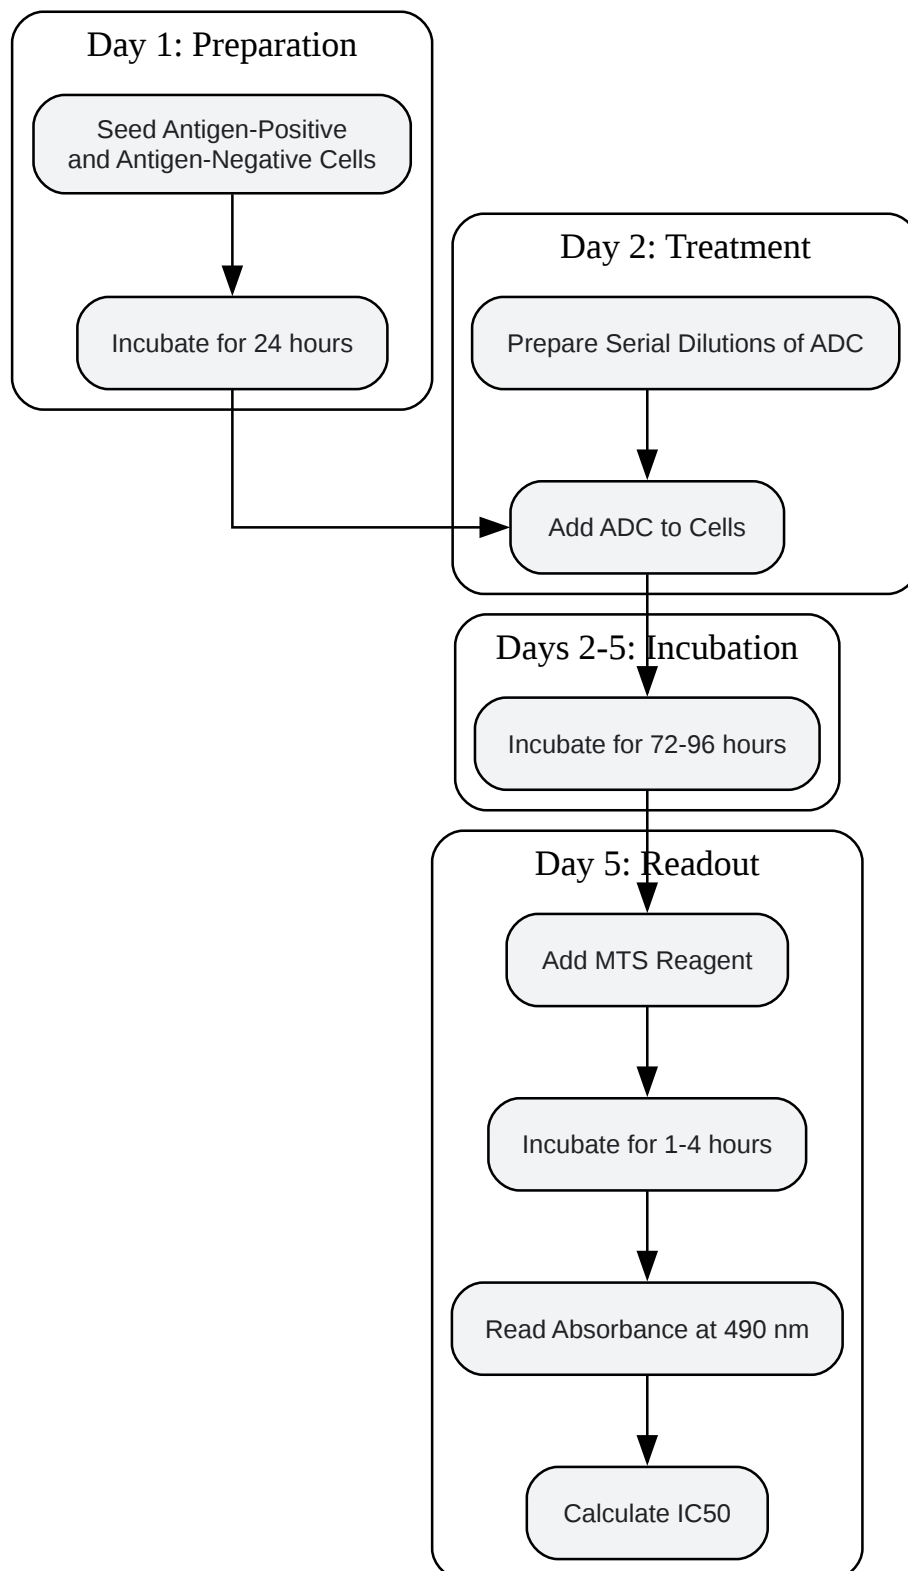 Day 1: Preparation
Seed Antigen-Positive
and Antigen-Negative Cells
Incubate for 24 hours
Day 2: Treatment
Prepare Serial Dilutions of ADC
Add ADC to Cells
Days 2-5: Incubation
Incubate for 72-96 hours
Day 5: Readout
Add MTS Reagent
Incubate for 1-4 hours
Read Absorbance at 490 nm
Calculate IC50